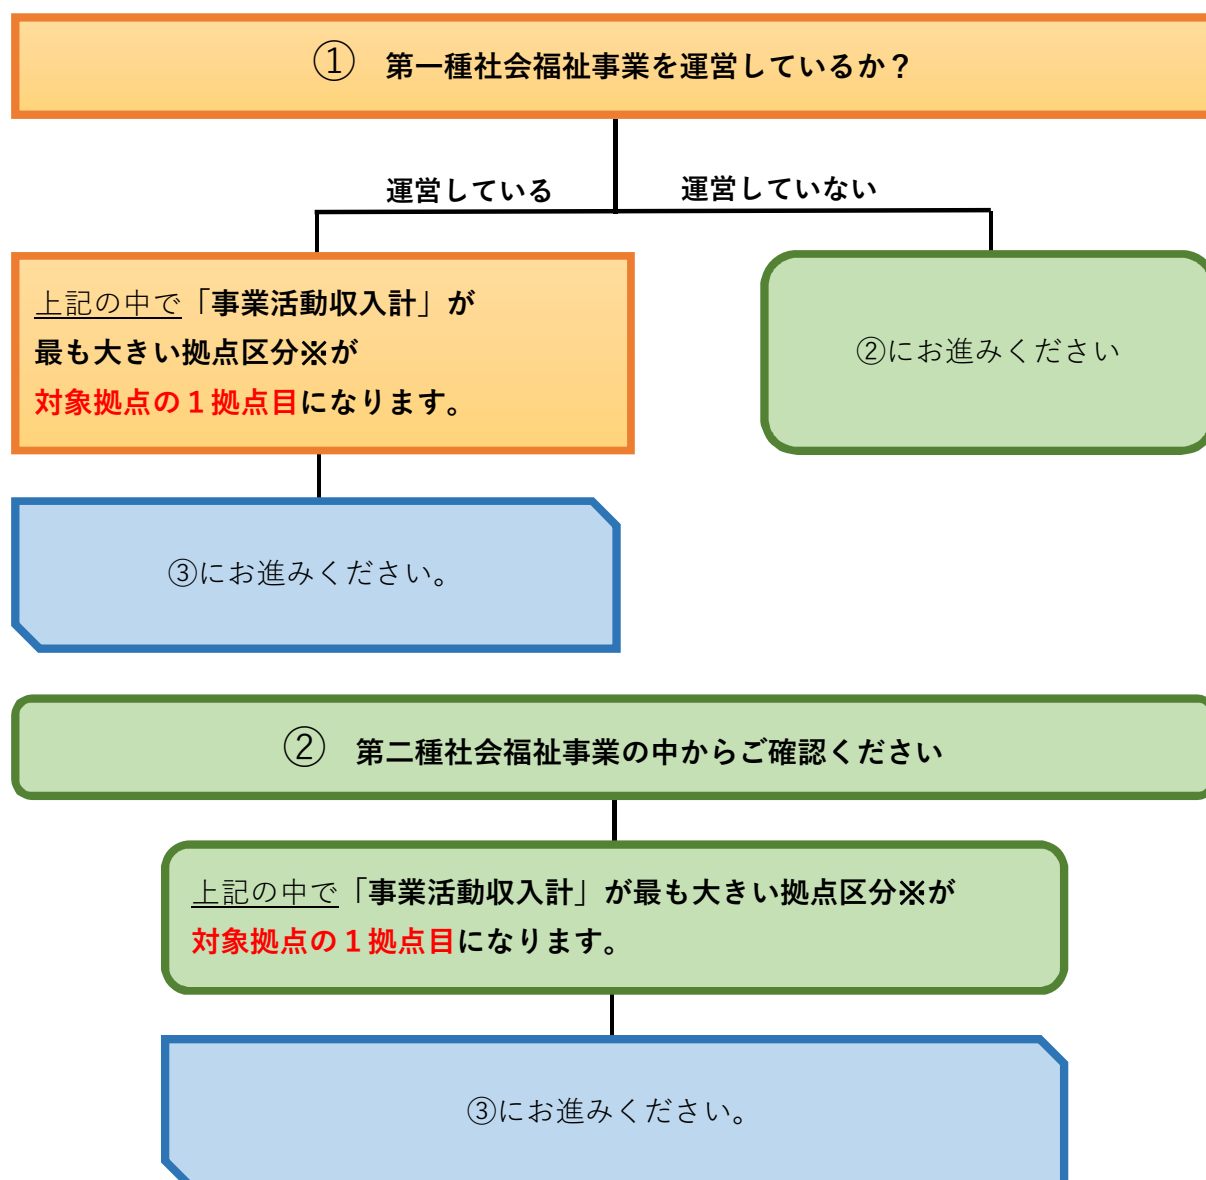 ① 第一種社会福祉事業を運営しているか？
運営している
運営していない
上記の中で「事業活動収入計」が
最も大きい拠点区分※が
対象拠点の１拠点目になります。
②にお進みください
③にお進みください。
② 第二種社会福祉事業の中からご確認ください
上記の中で「事業活動収入計」が最も大きい拠点区分※が
対象拠点の１拠点目になります。
③にお進みください。